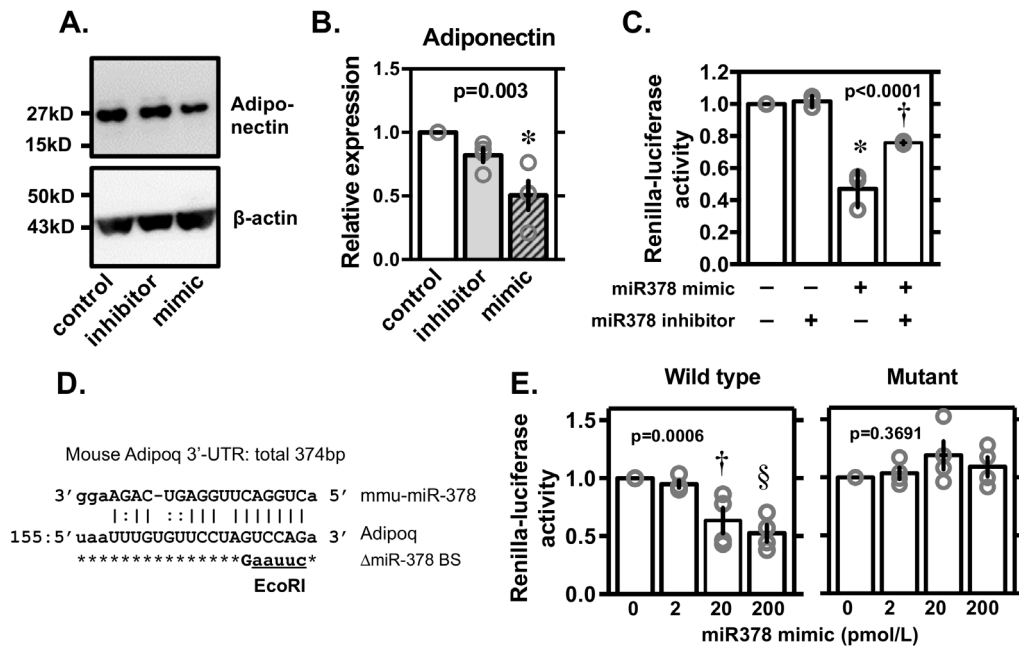 A.
27kD
15kD
Adipo-
nectin
50kD
43kD
β-actin
control
inhibitor
mimic
B.
Adiponectin
Relative expression
1.5
1.0
0.5
0.0
p=0.003
*
control
inhibitor
mimic
C.
Renilla-luciferase
activity
1.2
1.0
0.8
0.6
0.4
0.2
0.0
p<0.0001
*
†
miR378 mimic – – + +
miR378 inhibitor – + – +
D.
Mouse Adipoq 3’-UTR: total 374bp
3’ ggaAGAC-UGAGGUUCAGGUCa 5’ mmu-miR-378
|:|| ::||| |||||||
155:5’ uaaUUUGUGUUCCUAGUCCAGa 3’ Adipoq
***************Gaauuc* ΔmiR-378 BS
EcoRI
E.
Wild type
Mutant
Renilla-luciferase
activity
1.5
1.0
0.5
0.0
p=0.0006
†
§
p=0.3691
0 2 20 200
0 2 20 200
miR378 mimic (pmol/L)